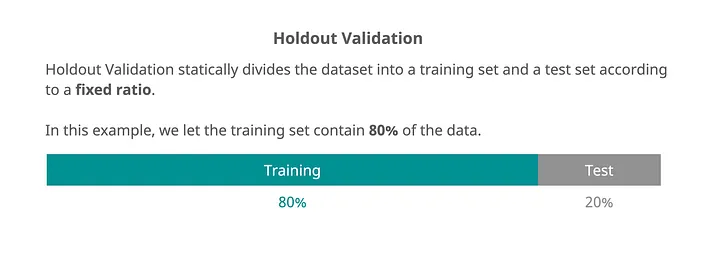 Holdout Validation
Holdout Validation statically divides the dataset into a training set and a test set according
to a fixed ratio.
In this example, we let the training set contain 80% of the data.
Training Test
80% 20%